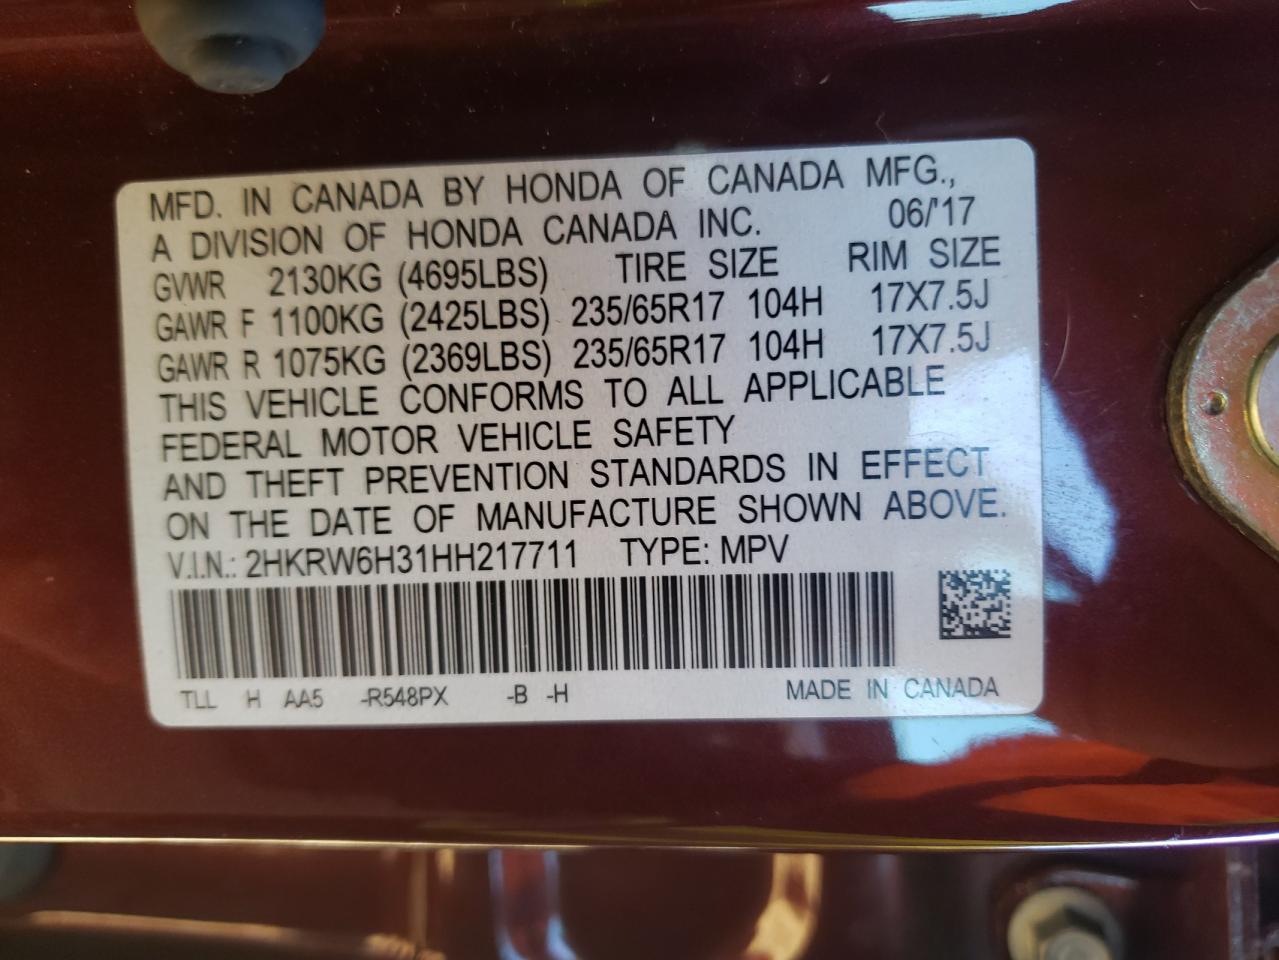 MFD. IN CANADA BY HONDA OF CANADA MFG.,
A DIVISION OF HONDA CANADA INC. 06/'17
GVWR 2130KG (4695LBS) TIRE SIZE RIM SIZE
GAWR F 1100KG (2425LBS) 235/65R17 104H 17X7.5J
GAWR R 1075KG (2369LBS) 235/65R17 104H 17X7.5J
THIS VEHICLE CONFORMS TO ALL APPLICABLE
FEDERAL MOTOR VEHICLE SAFETY
AND THEFT PREVENTION STANDARDS IN EFFECT
ON THE DATE OF MANUFACTURE SHOWN ABOVE.
V.I.N.: 2HKRW6H31HH217711 TYPE: MPV
TLL H AA5 -R548PX -B -H MADE IN CANADA